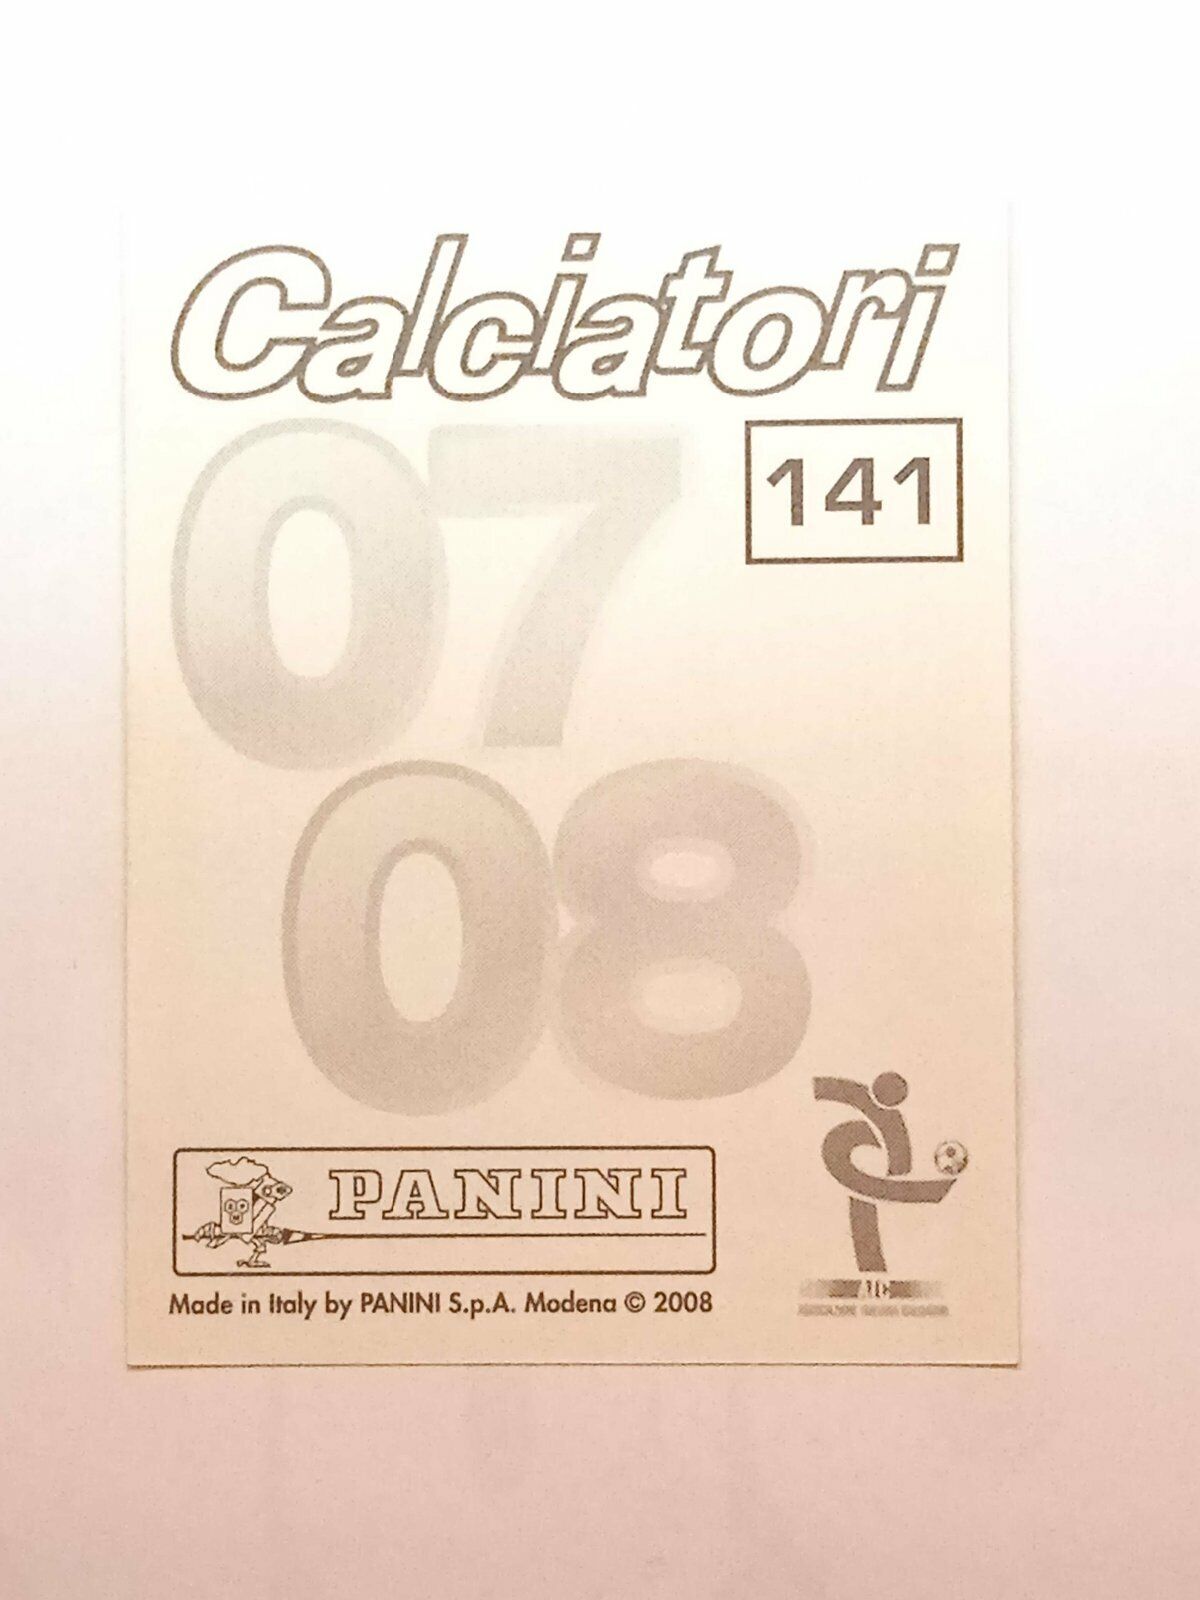 Calciatori
07
141
08
PANINI
Made in Italy by PANINI S.p.A. Modena © 2008